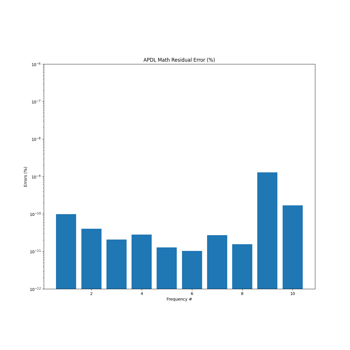 APDL Math Residual Error (%)
10⁻⁶
10⁻⁷
10⁻⁸
10⁻⁹
10⁻¹⁰
10⁻¹¹
10⁻¹²
Errors (%)
2 4 6 8 10
Frequency #